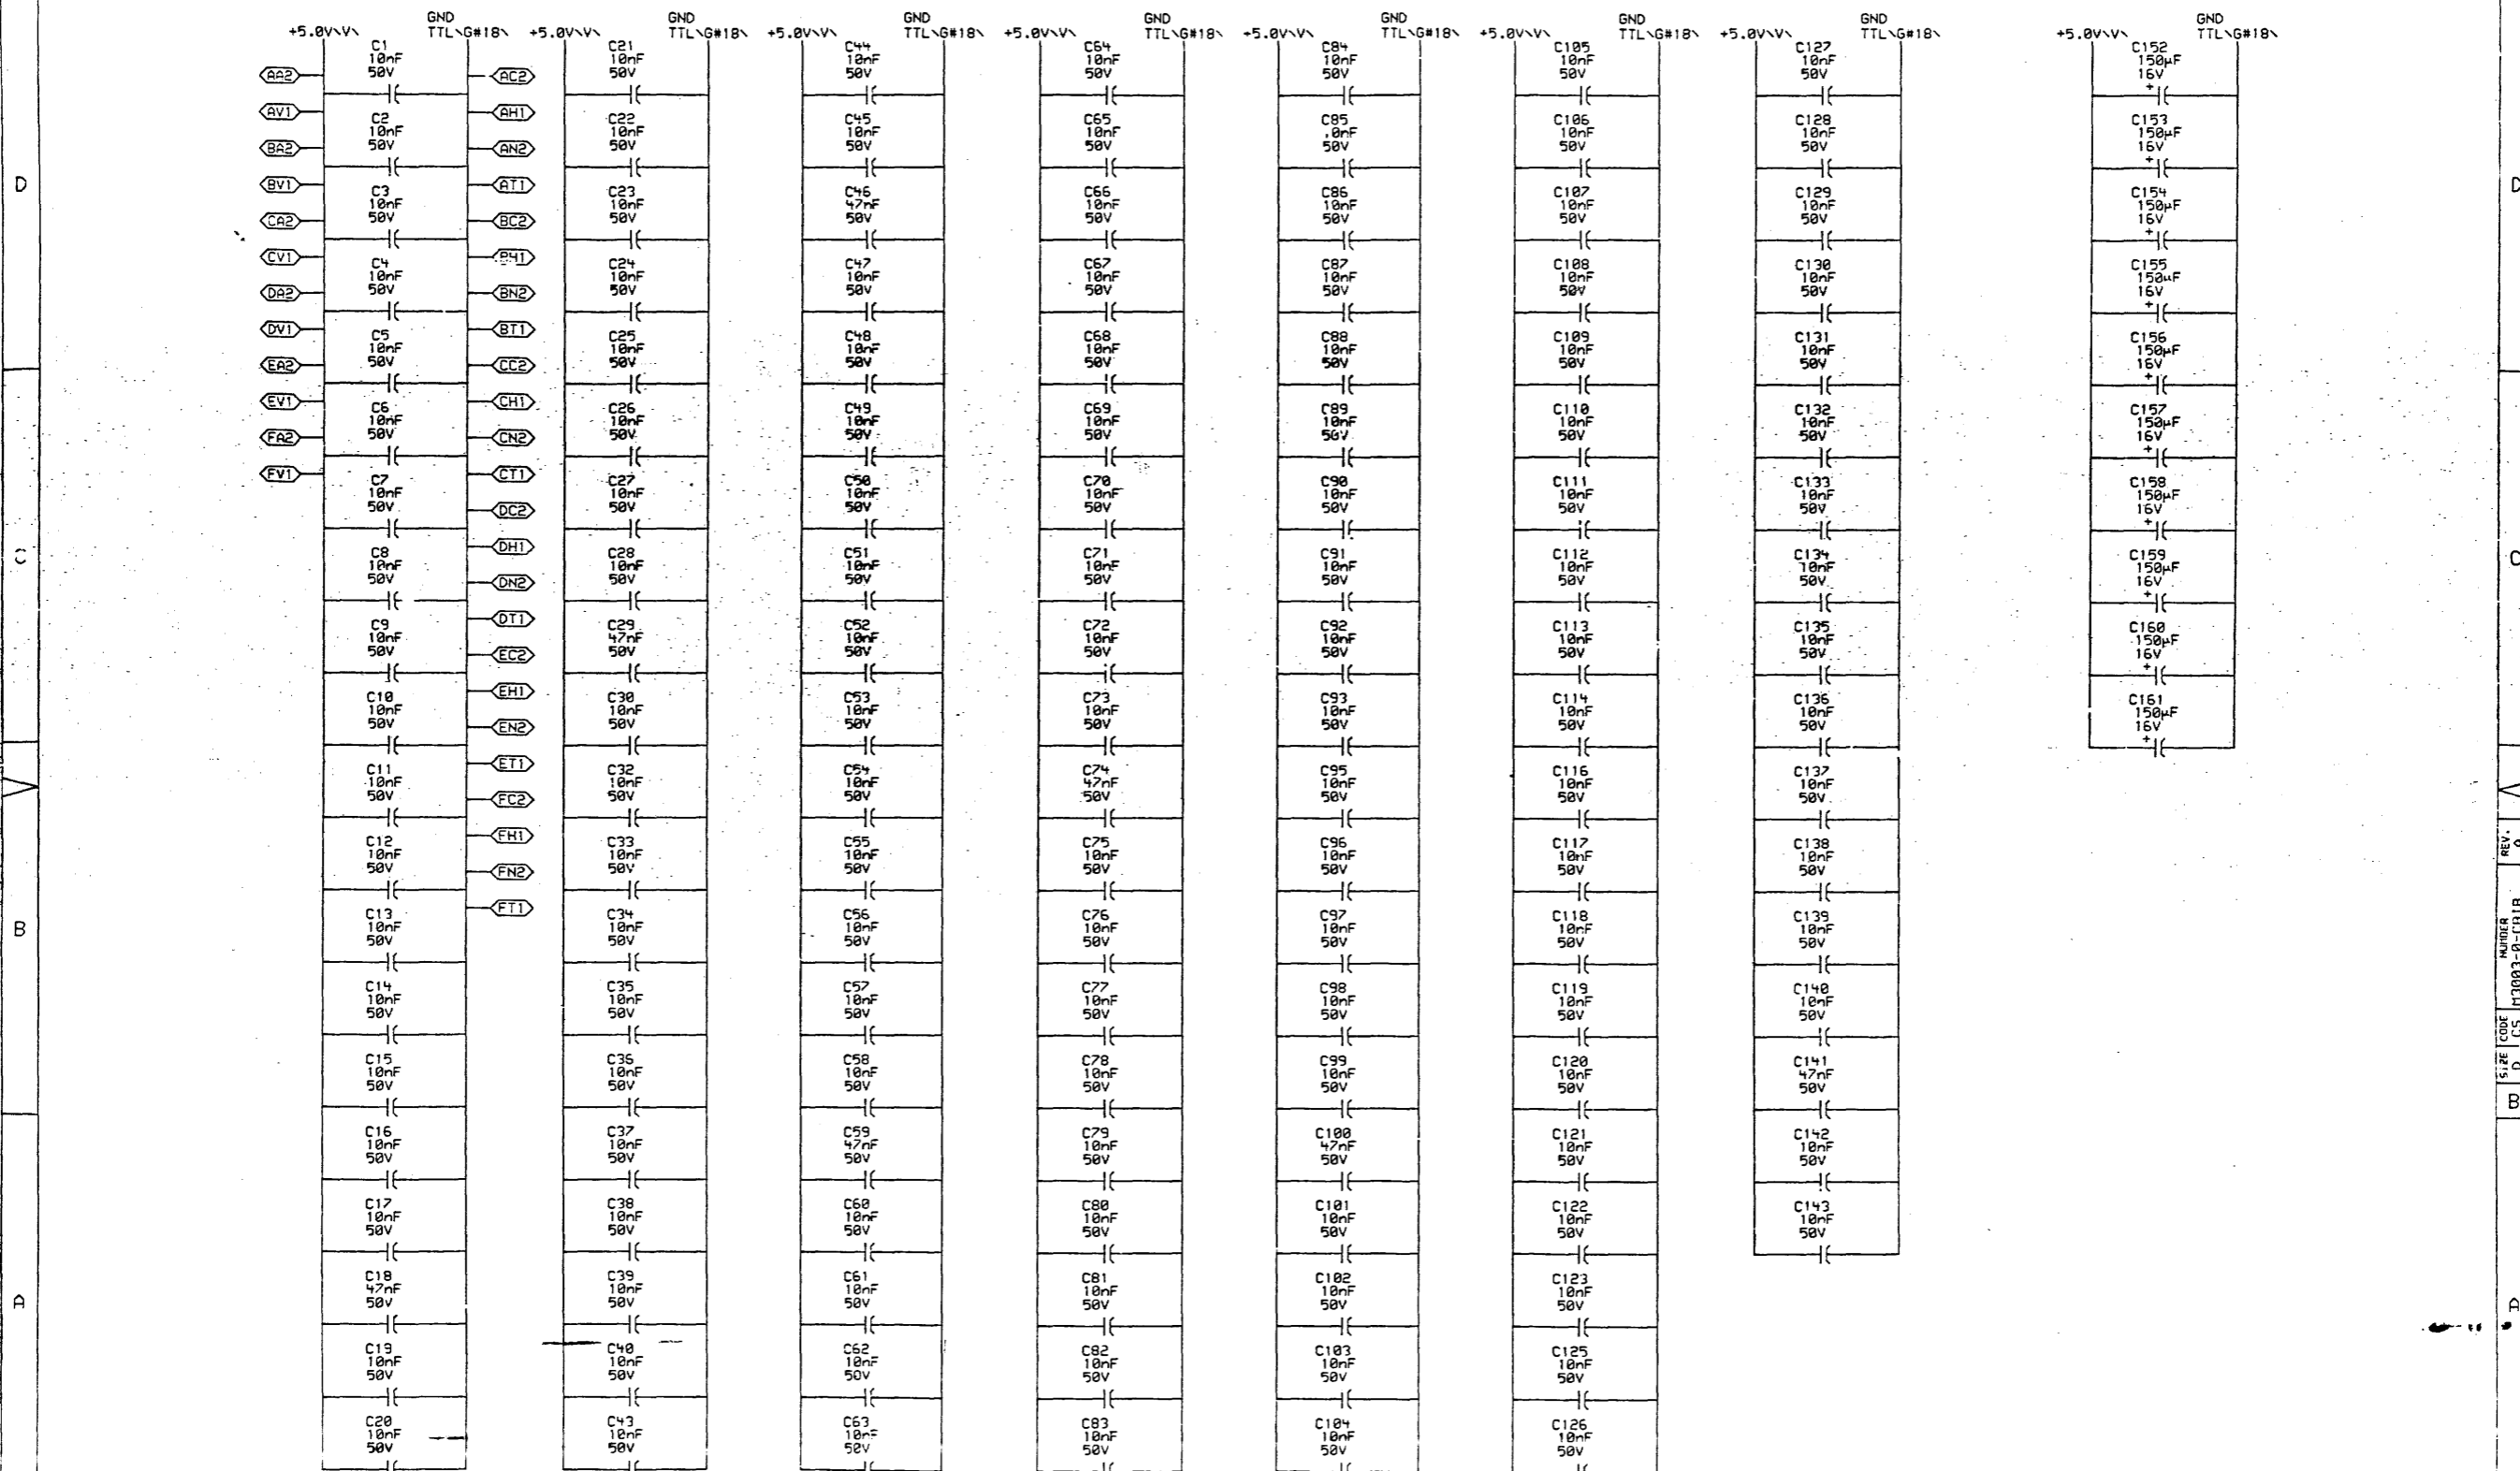 +5.0V\V\
GND
TTL\G#18\
C1
10nF
50V
C2
10nF
50V
C3
10nF
50V
C4
10nF
50V
C5
10nF
50V
C6
10nF
50V
C7
10nF
50V
C8
10nF
50V
C9
10nF
50V
C10
10nF
50V
C11
10nF
50V
C12
10nF
50V
C13
10nF
50V
C14
10nF
50V
C15
10nF
50V
C16
10nF
50V
C17
10nF
50V
C18
47nF
50V
C19
10nF
50V
C20
10nF
50V
AA2
AV1
BA2
BV1
CA2
CV1
DA2
DV1
EA2
EV1
FA2
FV1
AC2
AH1
AN2
AT1
BC2
BH1
BN2
BT1
CC2
CH1
CN2
CT1
DC2
DH1
DN2
DT1
EC2
EH1
EN2
ET1
FC2
FH1
FN2
FT1
+5.0V\V\
GND
TTL\G#18\
C21
10nF
50V
C22
10nF
50V
C23
10nF
50V
C24
10nF
50V
C25
10nF
50V
C26
10nF
50V
C27
10nF
50V
C28
10nF
50V
C29
47nF
50V
C30
10nF
50V
C32
10nF
50V
C33
10nF
50V
C34
10nF
50V
C35
10nF
50V
C36
10nF
50V
C37
10nF
50V
C38
10nF
50V
C39
10nF
50V
C40
10nF
50V
C43
10nF
50V
+5.0V\V\
GND
TTL\G#18\
C44
10nF
50V
C45
10nF
50V
C46
47nF
50V
C47
10nF
50V
C48
10nF
50V
C49
10nF
50V
C50
10nF
50V
C51
10nF
50V
C52
10nF
50V
C53
10nF
50V
C54
10nF
50V
C55
10nF
50V
C56
10nF
50V
C57
10nF
50V
C58
10nF
50V
C59
47nF
50V
C60
10nF
50V
C61
10nF
50V
C62
10nF
50V
C63
10nF
50V
+5.0V\V\
GND
TTL\G#18\
C64
10nF
50V
C65
10nF
50V
C66
10nF
50V
C67
10nF
50V
C68
10nF
50V
C69
10nF
50V
C70
10nF
50V
C71
10nF
50V
C72
10nF
50V
C73
10nF
50V
C74
47nF
50V
C75
10nF
50V
C76
10nF
50V
C77
10nF
50V
C78
10nF
50V
C79
10nF
50V
C80
10nF
50V
C81
10nF
50V
C82
10nF
50V
C83
10nF
50V
+5.0V\V\
GND
TTL\G#18\
C84
10nF
50V
C85
50V
C86
10nF
50V
C87
10nF
50V
C88
10nF
50V
C89
10nF
50V
C90
10nF
50V
C91
10nF
50V
C92
10nF
50V
C93
10nF
50V
C95
10nF
50V
C96
10nF
50V
C97
10nF
50V
C98
10nF
50V
C99
10nF
50V
C100
47nF
50V
C101
10nF
50V
C102
10nF
50V
C103
10nF
50V
C104
10nF
50V
+5.0V\V\
GND
TTL\G#18\
C105
10nF
50V
C106
10nF
50V
C107
10nF
50V
C108
10nF
50V
C109
10nF
50V
C110
10nF
50V
C111
10nF
50V
C112
10nF
50V
C113
10nF
50V
C114
10nF
50V
C116
10nF
50V
C117
10nF
50V
C118
10nF
50V
C119
10nF
50V
C120
10nF
50V
C121
10nF
50V
C122
10nF
50V
C123
10nF
50V
C125
10nF
50V
C126
10nF
50V
+5.0V\V\
GND
TTL\G#18\
C127
10nF
50V
C128
10nF
50V
C129
10nF
50V
C130
10nF
50V
C131
10nF
50V
C132
10nF
50V
C133
10nF
50V
C134
10nF
50V
C135
10nF
50V
C136
10nF
50V
C137
10nF
50V
C138
10nF
50V
C139
10nF
50V
C140
10nF
50V
C141
47nF
50V
C142
10nF
50V
C143
10nF
50V
+5.0V\V\
GND
TTL\G#18\
C152
150µF
16V
+
C153
150µF
16V
+
C154
150µF
16V
+
C155
150µF
16V
+
C156
150µF
16V
+
C157
150µF
16V
+
C158
150µF
16V
+
C159
150µF
16V
+
C160
150µF
16V
+
C161
150µF
16V
+
D
C
B
A
D
C
B
SIZE
D
CODE
CS
NUMBER
REV.